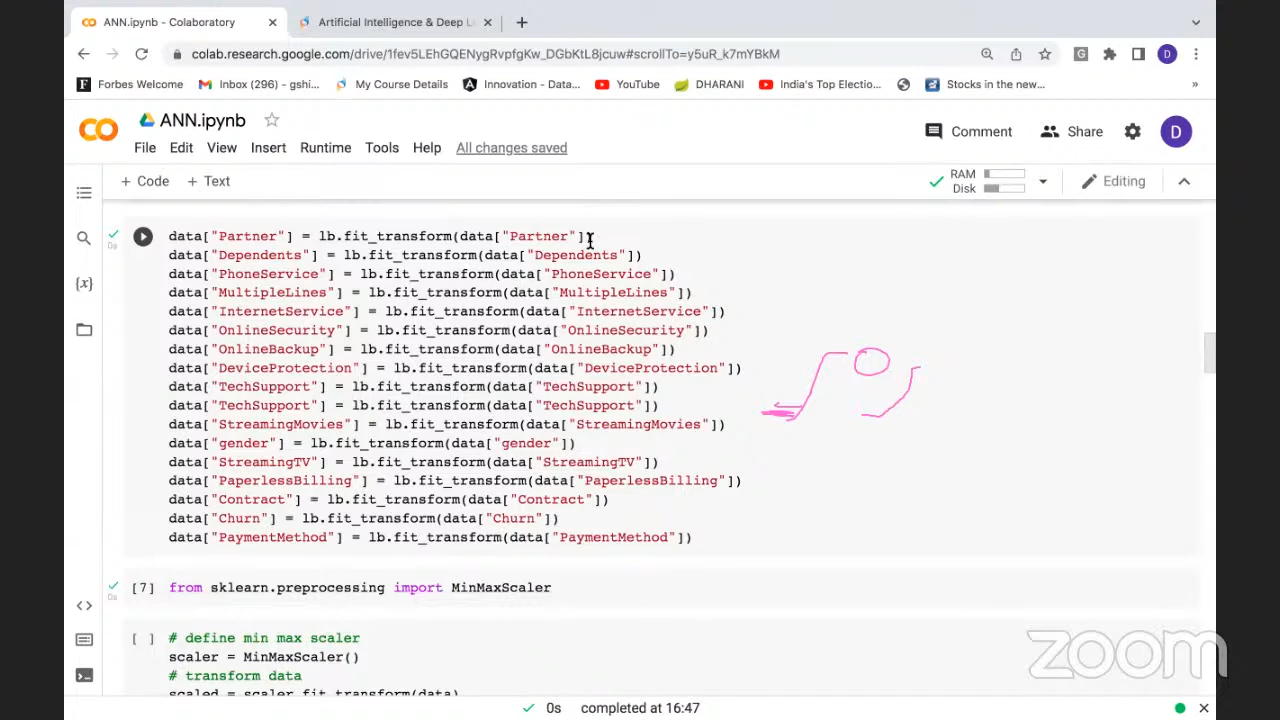 ANN.ipynb - Colaboratory
Artificial Intelligence & Deep L
colab.research.google.com/drive/1fev5LEhGQENygRvpfgKw_DGbKtL8jcuw#scrollTo=y5uR_k7mYBkM
D
Forbes Welcome
Inbox (296) - gshi...
My Course Details
Innovation - Data...
YouTube
DHARANI
India's Top Electio...
Stocks in the new...
»
ANN.ipynb
File Edit View Insert Runtime Tools Help All changes saved
Comment
Share
D
+ Code + Text
RAM
Disk
Editing
0s
data["Partner"] = lb.fit_transform(data["Partner"])
data["Dependents"] = lb.fit_transform(data["Dependents"])
data["PhoneService"] = lb.fit_transform(data["PhoneService"])
data["MultipleLines"] = lb.fit_transform(data["MultipleLines"])
data["InternetService"] = lb.fit_transform(data["InternetService"])
data["OnlineSecurity"] = lb.fit_transform(data["OnlineSecurity"])
data["OnlineBackup"] = lb.fit_transform(data["OnlineBackup"])
data["DeviceProtection"] = lb.fit_transform(data["DeviceProtection"])
data["TechSupport"] = lb.fit_transform(data["TechSupport"])
data["TechSupport"] = lb.fit_transform(data["TechSupport"])
data["StreamingMovies"] = lb.fit_transform(data["StreamingMovies"])
data["gender"] = lb.fit_transform(data["gender"])
data["StreamingTV"] = lb.fit_transform(data["StreamingTV"])
data["PaperlessBilling"] = lb.fit_transform(data["PaperlessBilling"])
data["Contract"] = lb.fit_transform(data["Contract"])
data["Churn"] = lb.fit_transform(data["Churn"])
data["PaymentMethod"] = lb.fit_transform(data["PaymentMethod"])
[7] from sklearn.preprocessing import MinMaxScaler
0s
[ ] # define min max scaler
scaler = MinMaxScaler()
# transform data
scaled = scaler.fit_transform(data)
zoom
0s completed at 16:47